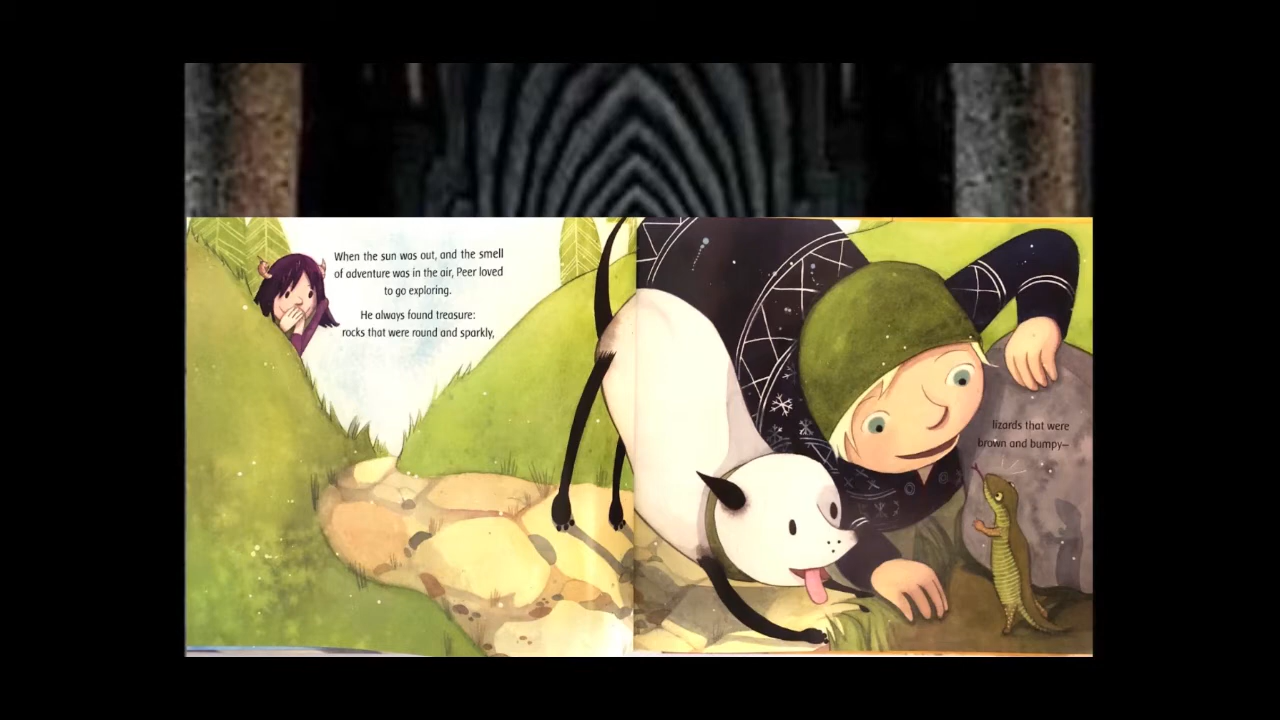 When the sun was out, and the smell
of adventure was in the air, Peer loved
to go exploring.
He always found treasure:
rocks that were round and sparkly,
lizards that were
brown and bumpy—